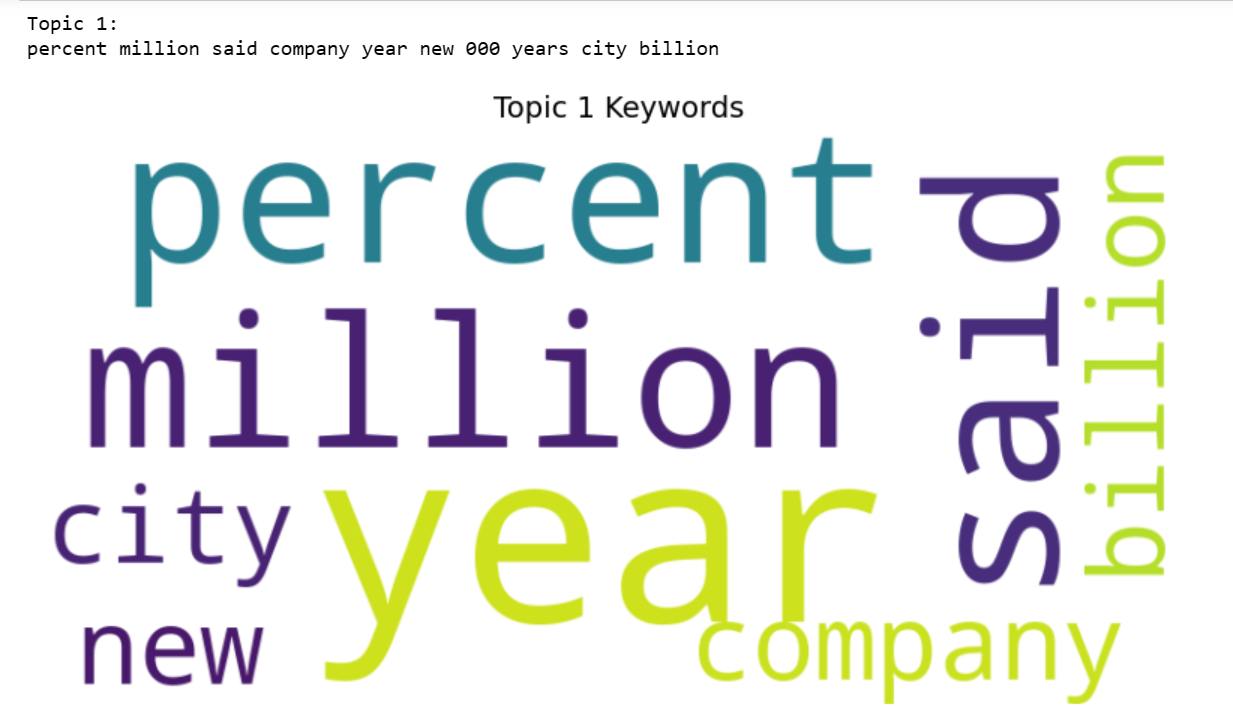 Topic 1:
percent million said company year new 000 years city billion
Topic 1 Keywords
percent
said
billion
million
city
year
new
company